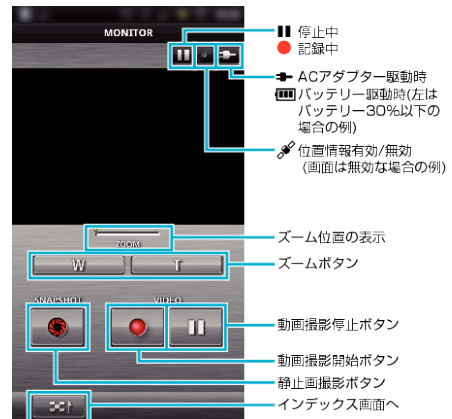 MONITOR
停止中
記録中
ACアダプター駆動時
バッテリー駆動時(左は
バッテリー30%以下の
場合の例)
位置情報有効/無効
(画面は無効な場合の例)
ズーム位置の表示
ZOOM
ズームボタン
W
T
SNAPSHOT
VIDEO
動画撮影停止ボタン
動画撮影開始ボタン
静止画撮影ボタン
インデックス画面へ